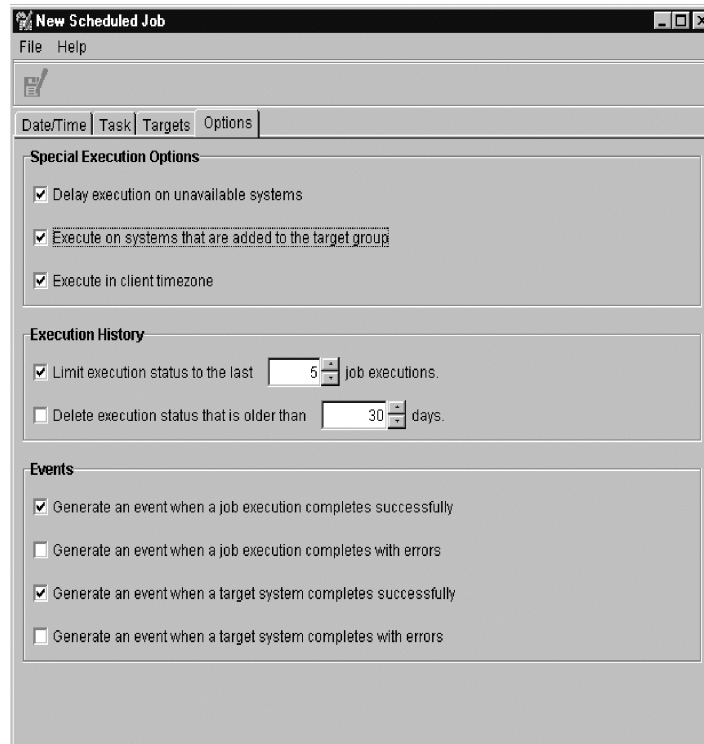 New Scheduled Job
File Help
Date/Time Task Targets Options
Special Execution Options
Delay execution on unavailable systems
Execute on systems that are added to the target group
Execute in client timezone
Execution History
Limit execution status to the last 5 job executions.
Delete execution status that is older than 30 days.
Events
Generate an event when a job execution completes successfully
Generate an event when a job execution completes with errors
Generate an event when a target system completes successfully
Generate an event when a target system completes with errors